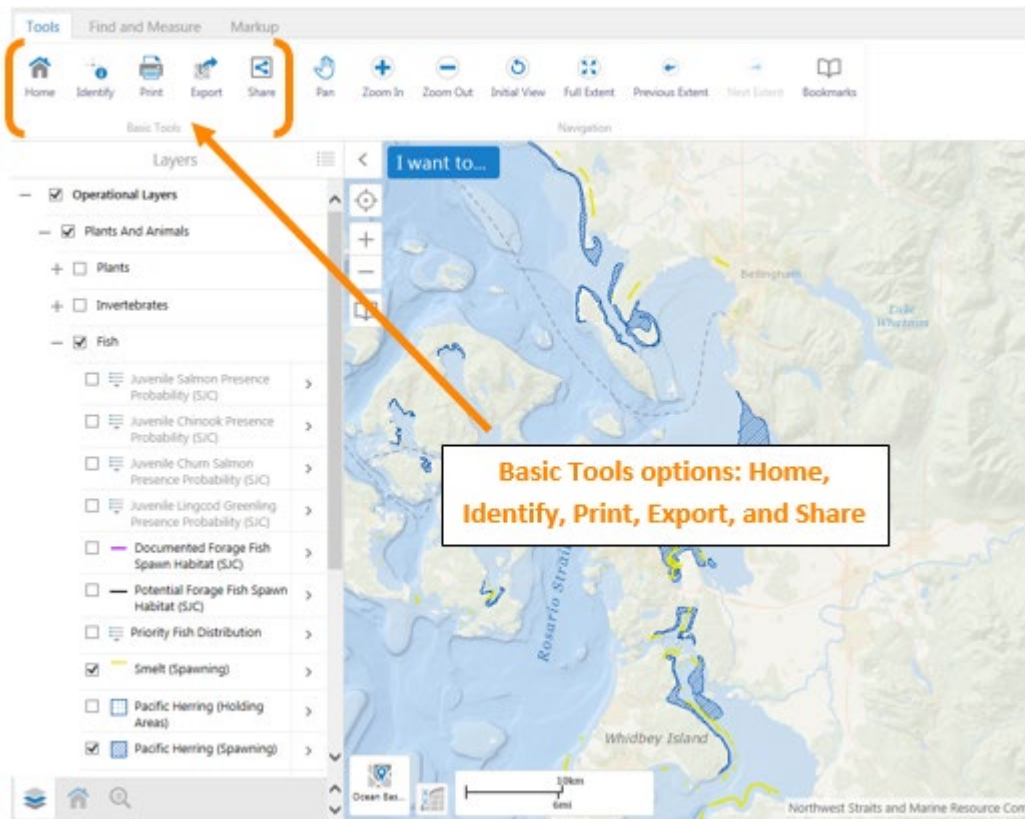 Tools Find and Measure Markup
Home Identify Print Export Share Pan Zoom In Zoom Out Initial View Full Extent Previous Extent Next Extent Bookmarks
Basic Tools Navigation
Layers
I want to...
Operational Layers
Plants And Animals
Plants
Invertebrates
Fish
Juvenile Salmon Presence
Probability (SJC)
Juvenile Chinook Presence
Probability (SJC)
Juvenile Chum Salmon
Presence Probability (SJC)
Juvenile Lingcod Greenling
Presence Probability (SJC)
Documented Forage Fish
Spawn Habitat (SJC)
Potential Forage Fish Spawn
Habitat (SJC)
Priority Fish Distribution
Smelt (Spawning)
Pacific Herring (Holding
Areas)
Pacific Herring (Spawning)
Bellingham
Lake
Whatcom
Basic Tools options: Home,
Identify, Print, Export, and Share
Rosario Strai
Whidbey Island
Ocean Bas...
10km
6mi
Northwest Straits and Marine Resource Com